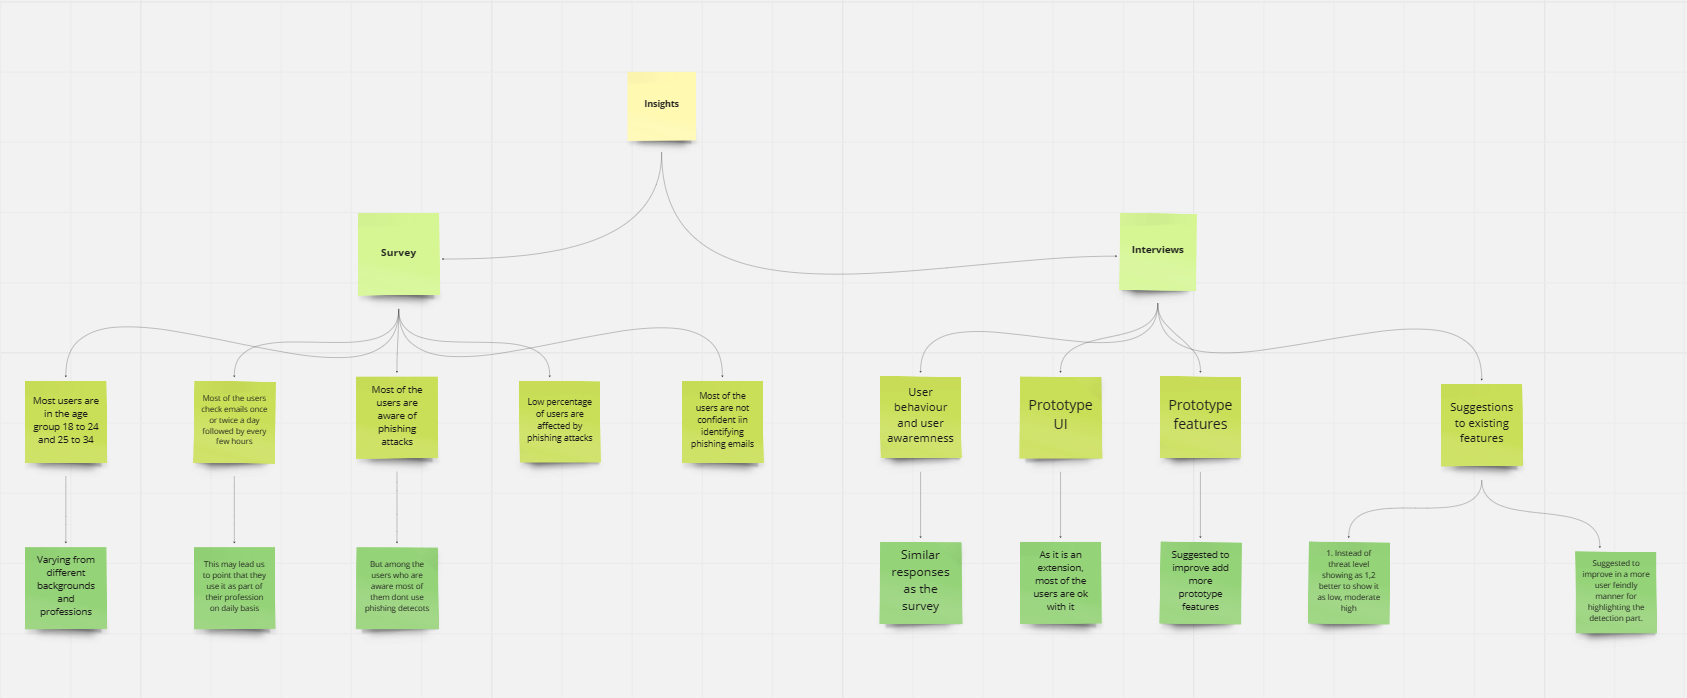 Insights
Survey
Interviews
Most users are
in the age
group 18 to 24
and 25 to 34
Most of the users
check emails once
or twice a day
followed by every
few hours
Most of the
users are
aware of
phishing
attacks
Low percentage
of users are
affected by
phishing attacks
Most of the
users are not
confident iin
identifying
phishing emails
User
behaviour
and user
awaremness
Prototype
UI
Prototype
features
Suggestions
to existing
features
Varying from
different
backgrounds
and
professions
This may lead us
to point that they
use it as part of
their profession
on daily basis
But among the
users who are
aware most of
them dont use
phishing detecots
Similar
responses
as the
survey
As it is an
extension,
most of the
users are ok
with it
Suggested to
improve add
more
prototype
features
1. Instead of
threat level
showing as 1,2
better to show it
as low, moderate
high
Suggested to
improve in a more
user feindly
manner for
highlighting the
detection part.